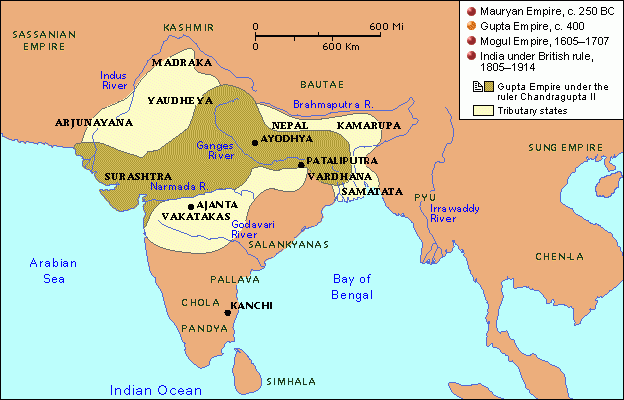 SASSANIAN
EMPIRE
KASHMIR
0 600 Mi
0 600 Km
Mauryan Empire, c. 250 BC
Gupta Empire, c. 400
Mogul Empire, 1605–1707
India under British rule,
1805–1914
Gupta Empire under the
ruler Chandragupta II
Tributary states
MADRAKA
Indus
River
BAUTAE
YAUDHEYA
Brahmaputra R.
ARJUNAYANA
NEPAL
KAMARUPA
AYODHYA
Ganges
River
SUNG EMPIRE
PATALIPUTRA
VARDHANA
SURASHTRA
Narmada R.
SAMATATA
PYU
AJANTA
VAKATAKAS
Irrawaddy
River
Godavari
River
SALANKYANAS
CHEN-LA
Arabian
Sea
Bay of
Bengal
PALLAVA
CHOLA
KANCHI
PANDYA
SIMHALA
Indian Ocean